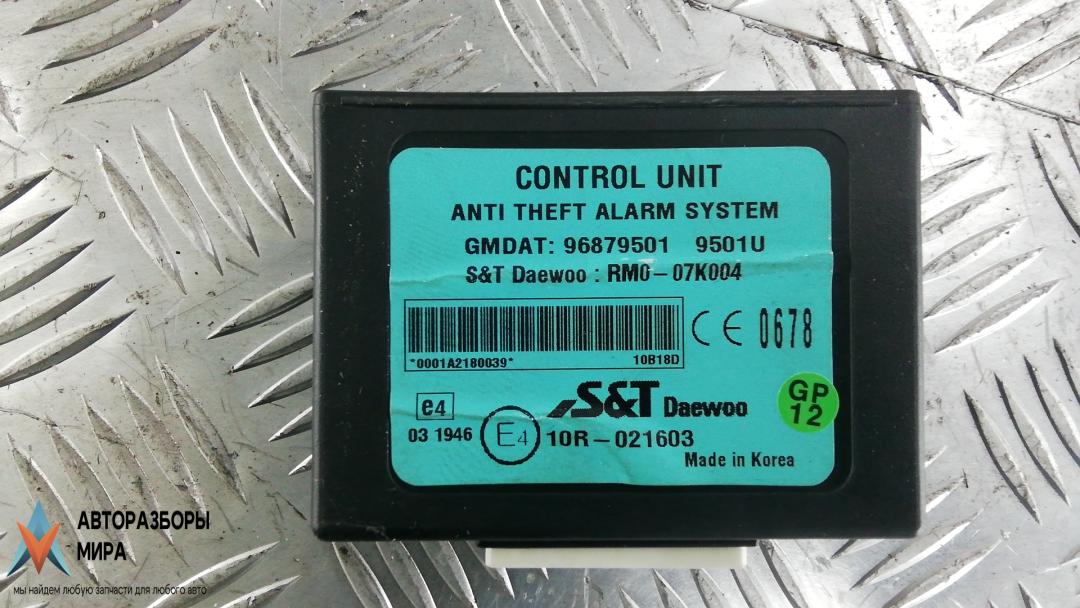 CONTROL UNIT
ANTI THEFT ALARM SYSTEM
GMDAT: 96879501 9501U
S&T Daewoo : RM0-07K004
*0001A2180039* 10B18D
CE 0678
e4
03 1946
E4
10R-021603
S&T Daewoo
GP
12
Made in Korea
АВТОРАЗБОРЫ
МИРА
мы найдем любую запчасти для любого авто